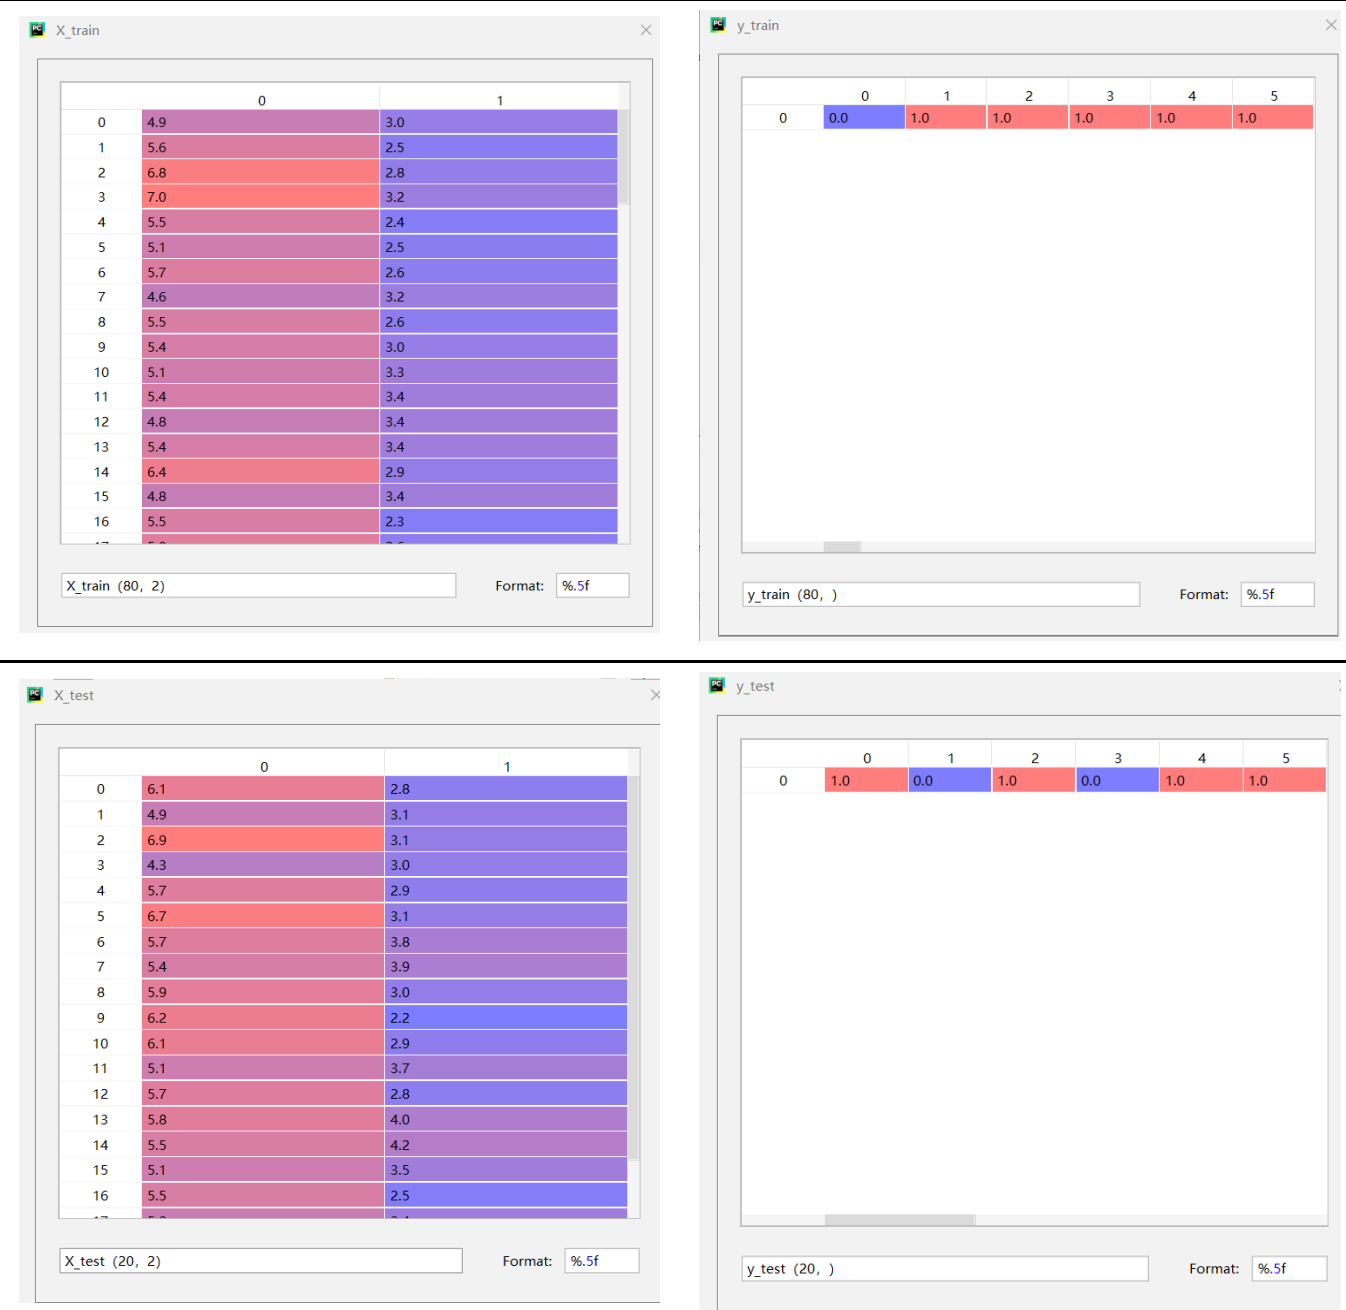 X_train
0 1
0 4.9 3.0
1 5.6 2.5
2 6.8 2.8
3 7.0 3.2
4 5.5 2.4
5 5.1 2.5
6 5.7 2.6
7 4.6 3.2
8 5.5 2.6
9 5.4 3.0
10 5.1 3.3
11 5.4 3.4
12 4.8 3.4
13 5.4 3.4
14 6.4 2.9
15 4.8 3.4
16 5.5 2.3
X_train (80, 2) Format: %.5f
y_train
0 1 2 3 4 5
0 0.0 1.0 1.0 1.0 1.0 1.0
y_train (80, ) Format: %.5f
X_test
0 1
0 6.1 2.8
1 4.9 3.1
2 6.9 3.1
3 4.3 3.0
4 5.7 2.9
5 6.7 3.1
6 5.7 3.8
7 5.4 3.9
8 5.9 3.0
9 6.2 2.2
10 6.1 2.9
11 5.1 3.7
12 5.7 2.8
13 5.8 4.0
14 5.5 4.2
15 5.1 3.5
16 5.5 2.5
X_test (20, 2) Format: %.5f
y_test
0 1 2 3 4 5
0 1.0 0.0 1.0 0.0 1.0 1.0
y_test (20, ) Format: %.5f